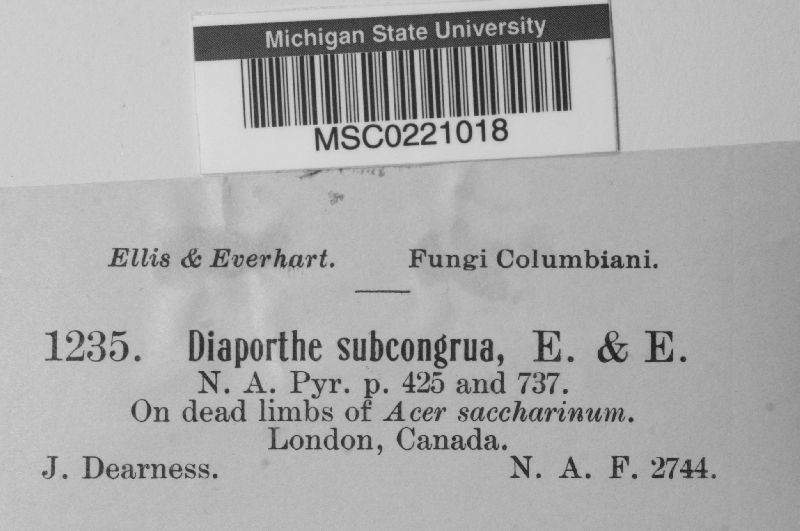 Michigan State University
MSC0221018
Ellis & Everhart. Fungi Columbiani.
1235. Diaporthe subcongrua, E. & E.
N. A. Pyr. p. 425 and 737.
On dead limbs of Acer saccharinum.
London, Canada.
J. Dearness. N. A. F. 2744.